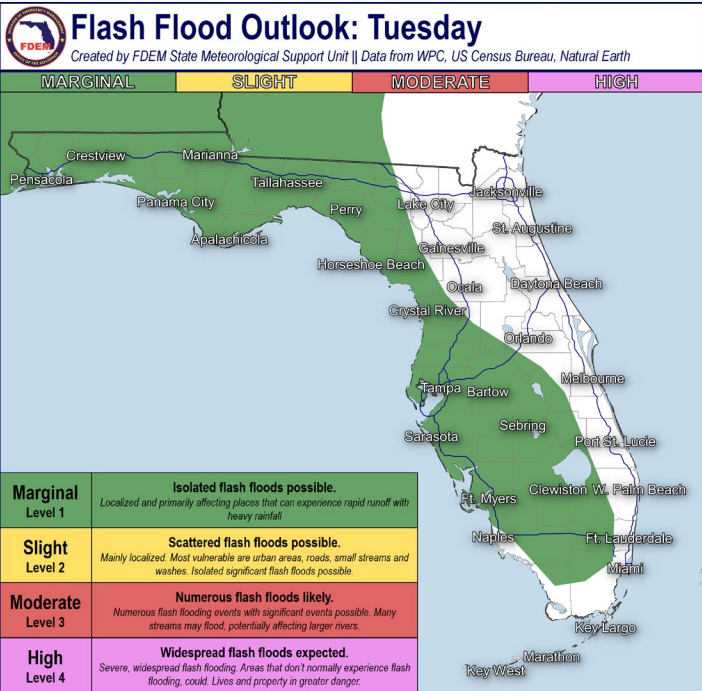 Flash Flood Outlook: Tuesday
Created by FDEM State Meteorological Support Unit || Data from WPC, US Census Bureau, Natural Earth
FDEM
MARGINAL
SLIGHT
MODERATE
HIGH
Crestview
Marianna
Pensacola
Tallahassee
Panama City
Perry
Lake City
Jacksonville
Apalachicola
St. Augustine
Gainesville
Horseshoe Beach
Ocala
Daytona Beach
Crystal River
Orlando
Tampa
Bartow
Melbourne
Sebring
Sarasota
Port St. Lucie
Ft. Myers
Clewiston
W. Palm Beach
Naples
Ft. Lauderdale
Miami
Key Largo
Marathon
Key West
Marginal
Level 1
Isolated flash floods possible.
Localized and primarily affecting places that can experience rapid runoff with
heavy rainfall
Slight
Level 2
Scattered flash floods possible.
Mainly localized. Most vulnerable are urban areas, roads, small streams and
washes. Isolated significant flash floods possible.
Moderate
Level 3
Numerous flash floods likely.
Numerous flash flooding events with significant events possible. Many
streams may flood, potentially affecting larger rivers.
High
Level 4
Widespread flash floods expected.
Severe, widespread flash flooding. Areas that don't normally experience flash
flooding, could. Lives and property in greater danger.